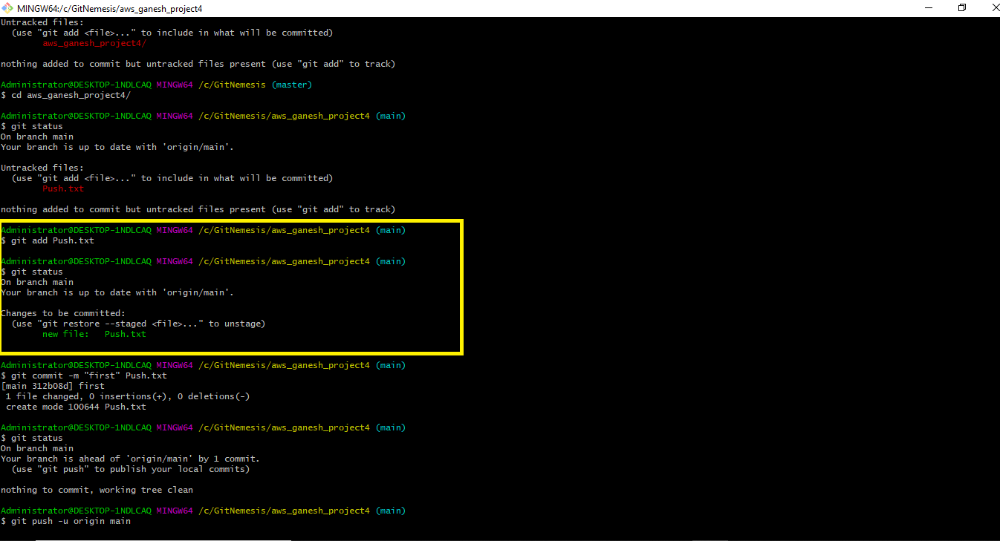 MINGW64:/c/GitNemesis/aws_ganesh_project4
Untracked files:
  (use "git add <file>..." to include in what will be committed)
        aws_ganesh_project4/
nothing added to commit but untracked files present (use "git add" to track)
Administrator@DESKTOP-1NDLCAQ MINGW64 /c/GitNemesis (master)
$ cd aws_ganesh_project4/
Administrator@DESKTOP-1NDLCAQ MINGW64 /c/GitNemesis/aws_ganesh_project4 (main)
$ git status
On branch main
Your branch is up to date with 'origin/main'.
Untracked files:
  (use "git add <file>..." to include in what will be committed)
        Push.txt
nothing added to commit but untracked files present (use "git add" to track)
Administrator@DESKTOP-1NDLCAQ MINGW64 /c/GitNemesis/aws_ganesh_project4 (main)
$ git add Push.txt
Administrator@DESKTOP-1NDLCAQ MINGW64 /c/GitNemesis/aws_ganesh_project4 (main)
$ git status
On branch main
Your branch is up to date with 'origin/main'.
Changes to be committed:
  (use "git restore --staged <file>..." to unstage)
        new file:   Push.txt
Administrator@DESKTOP-1NDLCAQ MINGW64 /c/GitNemesis/aws_ganesh_project4 (main)
$ git commit -m "first" Push.txt
[main 312b08d] first
 1 file changed, 0 insertions(+), 0 deletions(-)
 create mode 100644 Push.txt
Administrator@DESKTOP-1NDLCAQ MINGW64 /c/GitNemesis/aws_ganesh_project4 (main)
$ git status
On branch main
Your branch is ahead of 'origin/main' by 1 commit.
  (use "git push" to publish your local commits)
nothing to commit, working tree clean
Administrator@DESKTOP-1NDLCAQ MINGW64 /c/GitNemesis/aws_ganesh_project4 (main)
$ git push -u origin main